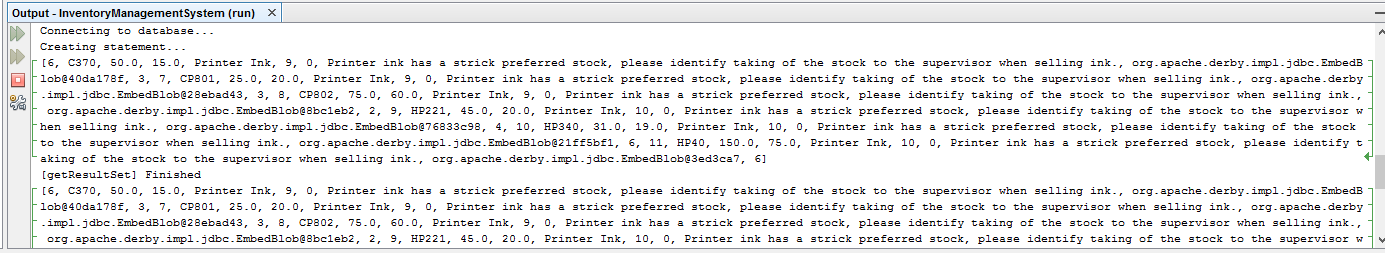 Output - InventoryManagementSystem (run)
Connecting to database...
Creating statement...
[6, C370, 50.0, 15.0, Printer Ink, 9, 0, Printer ink has a strick preferred stock, please identify taking of the stock to the supervisor when selling ink., org.apache.derby.impl.jdbc.EmbedB
lob@40da178f, 3, 7, CP801, 25.0, 20.0, Printer Ink, 9, 0, Printer ink has a strick preferred stock, please identify taking of the stock to the supervisor when selling ink., org.apache.derby
.impl.jdbc.EmbedBlob@28ebad43, 3, 8, CP802, 75.0, 60.0, Printer Ink, 9, 0, Printer ink has a strick preferred stock, please identify taking of the stock to the supervisor when selling ink.,
org.apache.derby.impl.jdbc.EmbedBlob@8bc1eb2, 2, 9, HP221, 45.0, 20.0, Printer Ink, 10, 0, Printer ink has a strick preferred stock, please identify taking of the stock to the supervisor w
hen selling ink., org.apache.derby.impl.jdbc.EmbedBlob@76833c98, 4, 10, HP340, 31.0, 19.0, Printer Ink, 10, 0, Printer ink has a strick preferred stock, please identify taking of the stock
to the supervisor when selling ink., org.apache.derby.impl.jdbc.EmbedBlob@21ff5bf1, 6, 11, HP40, 150.0, 75.0, Printer Ink, 10, 0, Printer ink has a strick preferred stock, please identify t
aking of the stock to the supervisor when selling ink., org.apache.derby.impl.jdbc.EmbedBlob@3ed3ca7, 6]
[getResultSet] Finished
[6, C370, 50.0, 15.0, Printer Ink, 9, 0, Printer ink has a strick preferred stock, please identify taking of the stock to the supervisor when selling ink., org.apache.derby.impl.jdbc.EmbedB
lob@40da178f, 3, 7, CP801, 25.0, 20.0, Printer Ink, 9, 0, Printer ink has a strick preferred stock, please identify taking of the stock to the supervisor when selling ink., org.apache.derby
.impl.jdbc.EmbedBlob@28ebad43, 3, 8, CP802, 75.0, 60.0, Printer Ink, 9, 0, Printer ink has a strick preferred stock, please identify taking of the stock to the supervisor when selling ink.,
org.apache.derby.impl.jdbc.EmbedBlob@8bc1eb2, 2, 9, HP221, 45.0, 20.0, Printer Ink, 10, 0, Printer ink has a strick preferred stock, please identify taking of the stock to the supervisor w